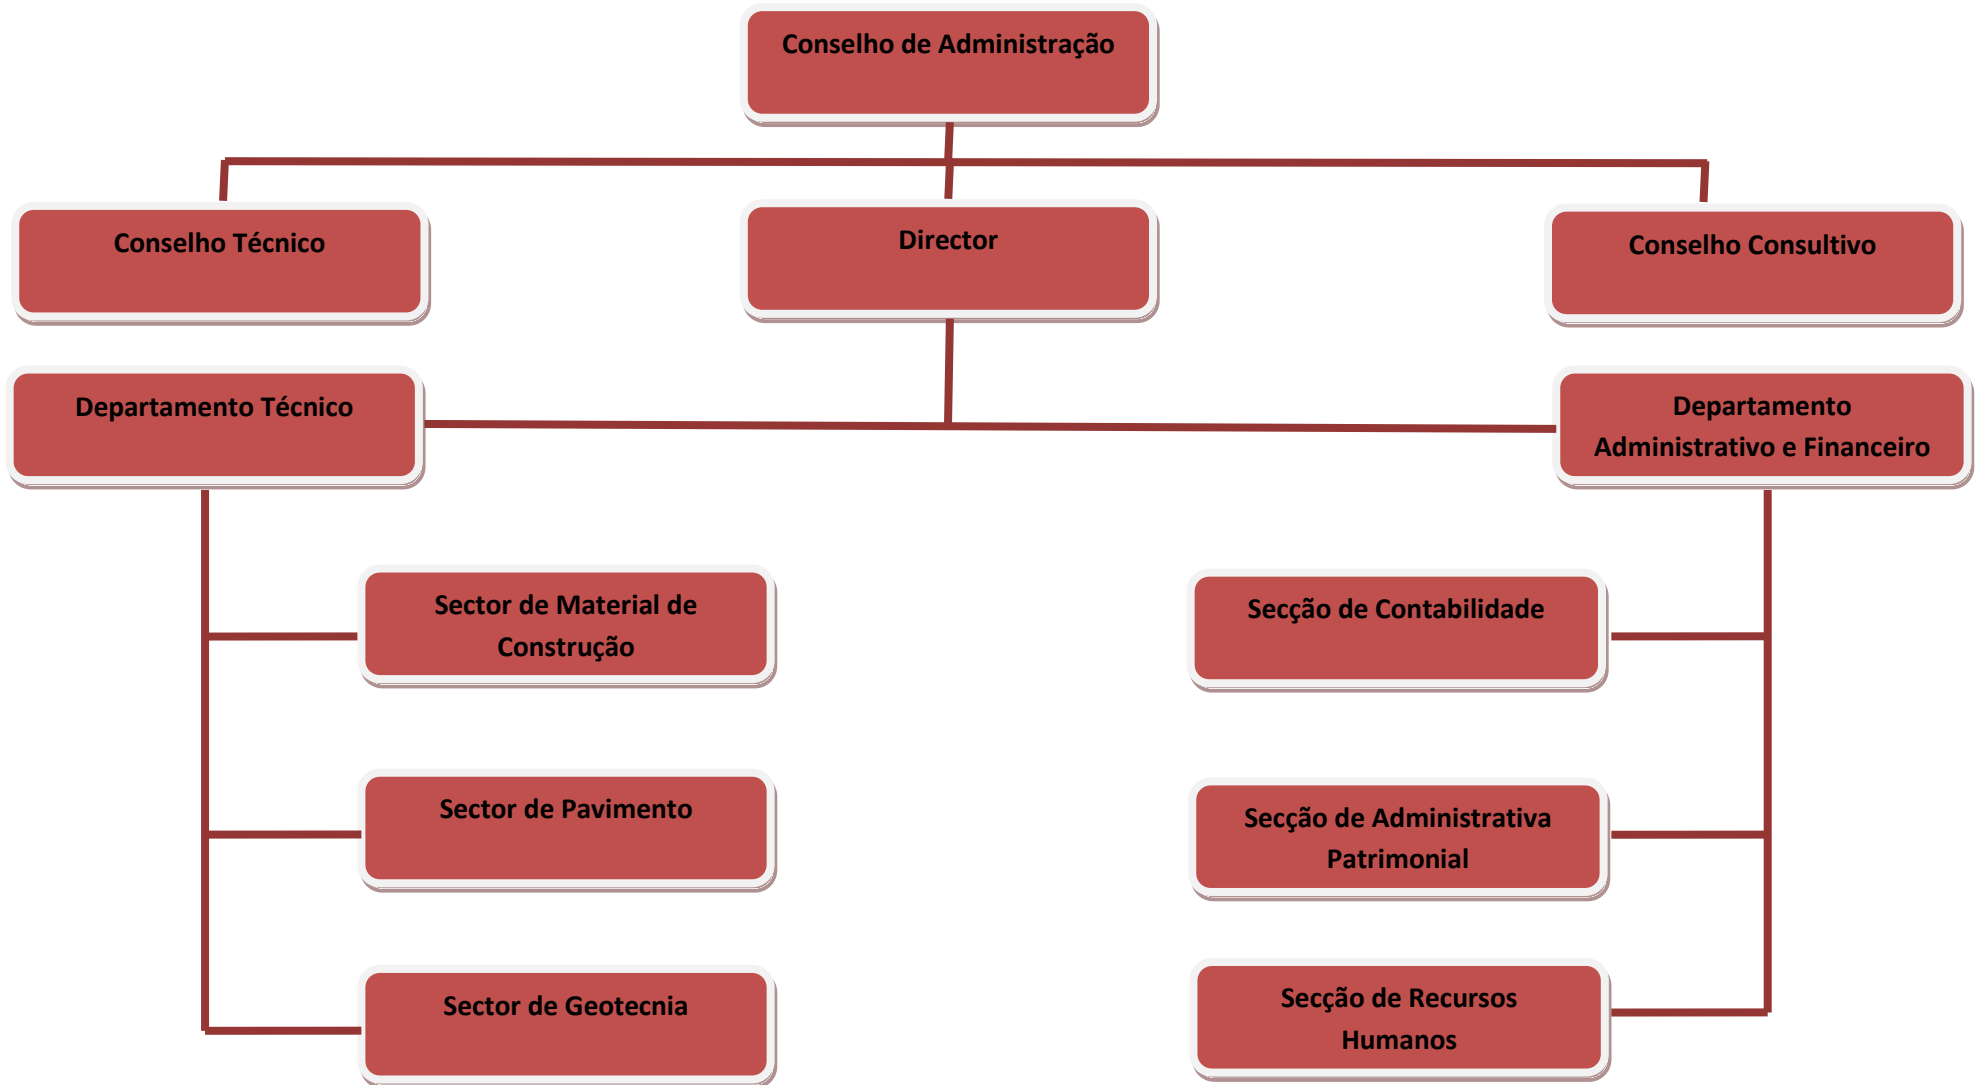 Conselho de Administração
Conselho Técnico
Director
Conselho Consultivo
Departamento Técnico
Departamento
Administrativo e Financeiro
Sector de Material de
Construção
Secção de Contabilidade
Sector de Pavimento
Secção de Administrativa
Patrimonial
Sector de Geotecnia
Secção de Recursos
Humanos